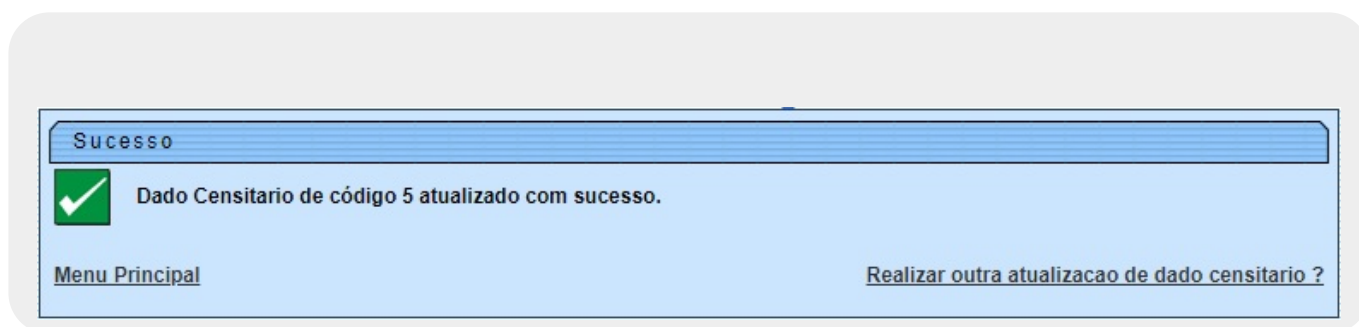 Sucesso
Dado Censitario de código 5 atualizado com sucesso.
Menu Principal
Realizar outra atualizacao de dado censitario ?